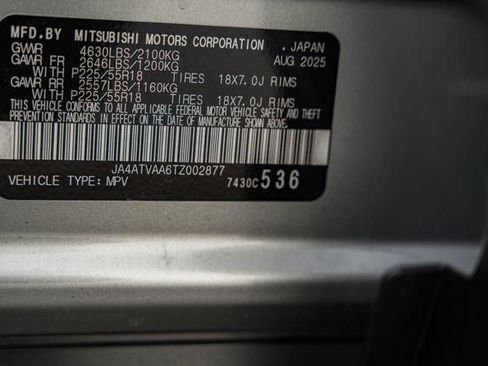 MFD.BY MITSUBISHI MOTORS CORPORATION , JAPAN
GVWR 4630LBS/2100KG AUG 2025
GAWR FR 2646LBS/1200KG
WITH P225/55R18 TIRES 18X7.0J RIMS
GAWR RR 2557LBS/1160KG
WITH P225/55R18 TIRES 18X7.0J RIMS
THIS VEHICLE CONFORMS TO ALL APPLICABLE FEDERAL MOTOR VEHICLE SAFETY, BUMPER, AND THEFT
PREVENTION STANDARDS IN EFFECT ON THE DATE OF MANUFACTURE SHOWN ABOVE.
JA4ATVAA6TZ002877
VEHICLE TYPE: MPV 7430C536